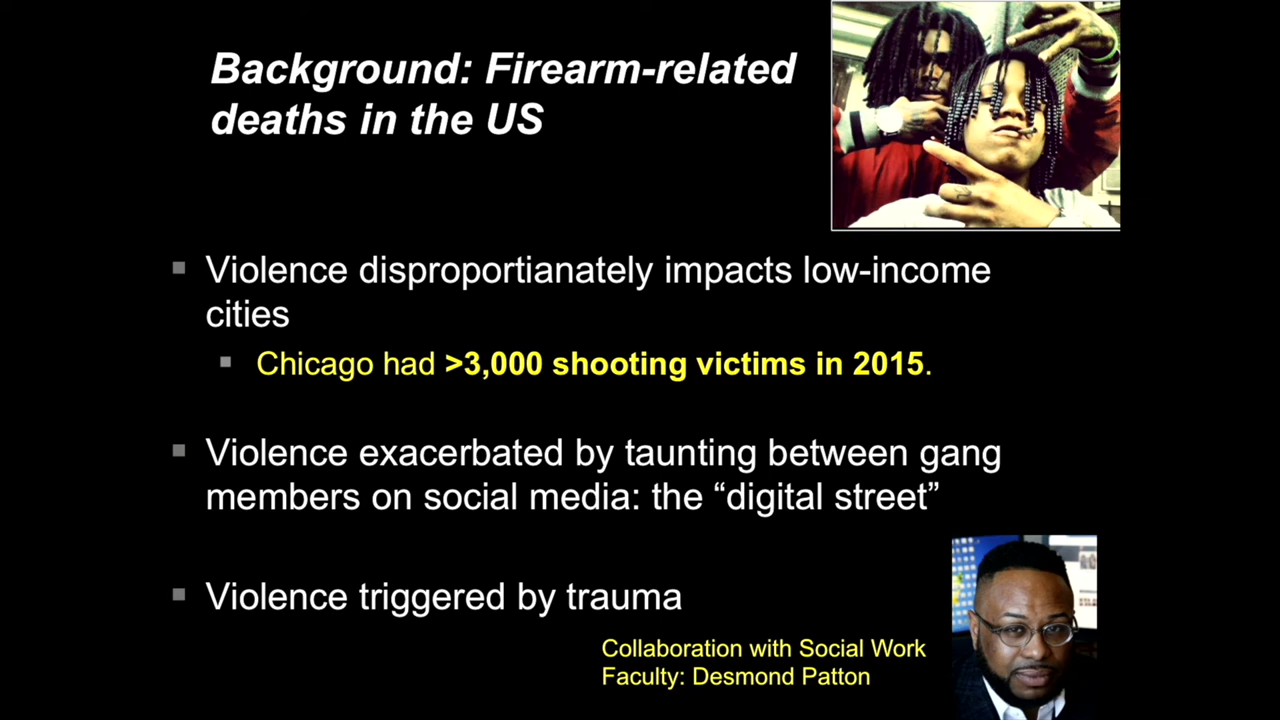 Background: Firearm-related
deaths in the US
Violence disproportianately impacts low-income
cities
Chicago had >3,000 shooting victims in 2015.
Violence exacerbated by taunting between gang
members on social media: the “digital street”
Violence triggered by trauma
Collaboration with Social Work
Faculty: Desmond Patton